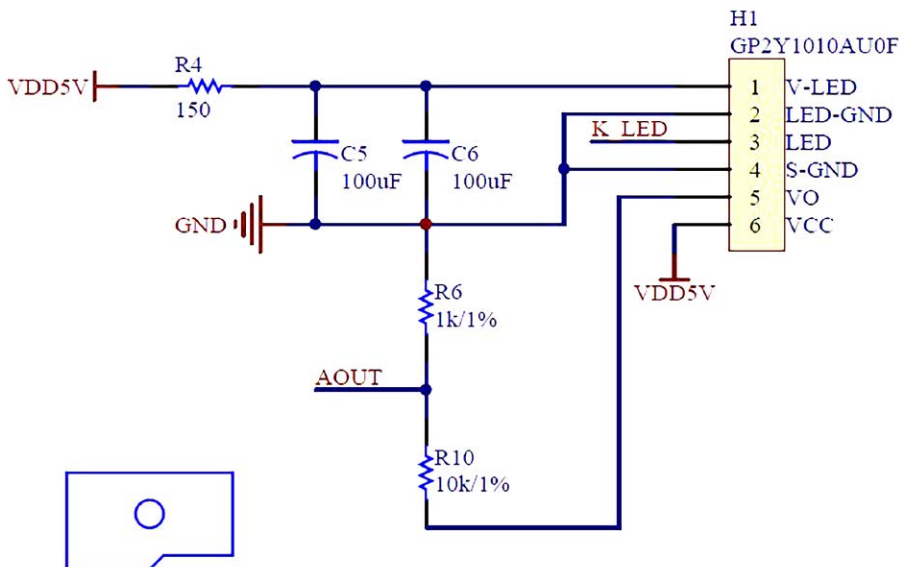 H1
GP2Y1010AU0F
VDD5V
R4
150
1 V-LED
2 LED-GND
K_LED
3 LED
4 S-GND
5 VO
6 VCC
C5
100uF
C6
100uF
GND
VDD5V
R6
1k/1%
AOUT
R10
10k/1%